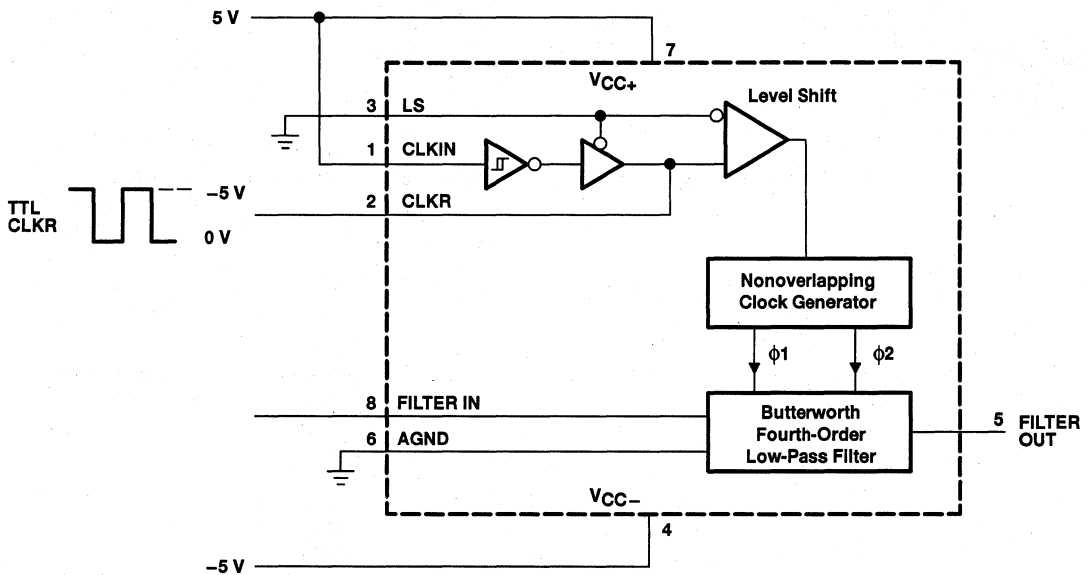 5 V
7
VCC+
Level Shift
3 LS
1 CLKIN
TTL
CLKR
–5 V
0 V
2 CLKR
Nonoverlapping
Clock Generator
ϕ1
ϕ2
8 FILTER IN
6 AGND
Butterworth
Fourth-Order
Low-Pass Filter
5 FILTER
OUT
VCC–
4
–5 V